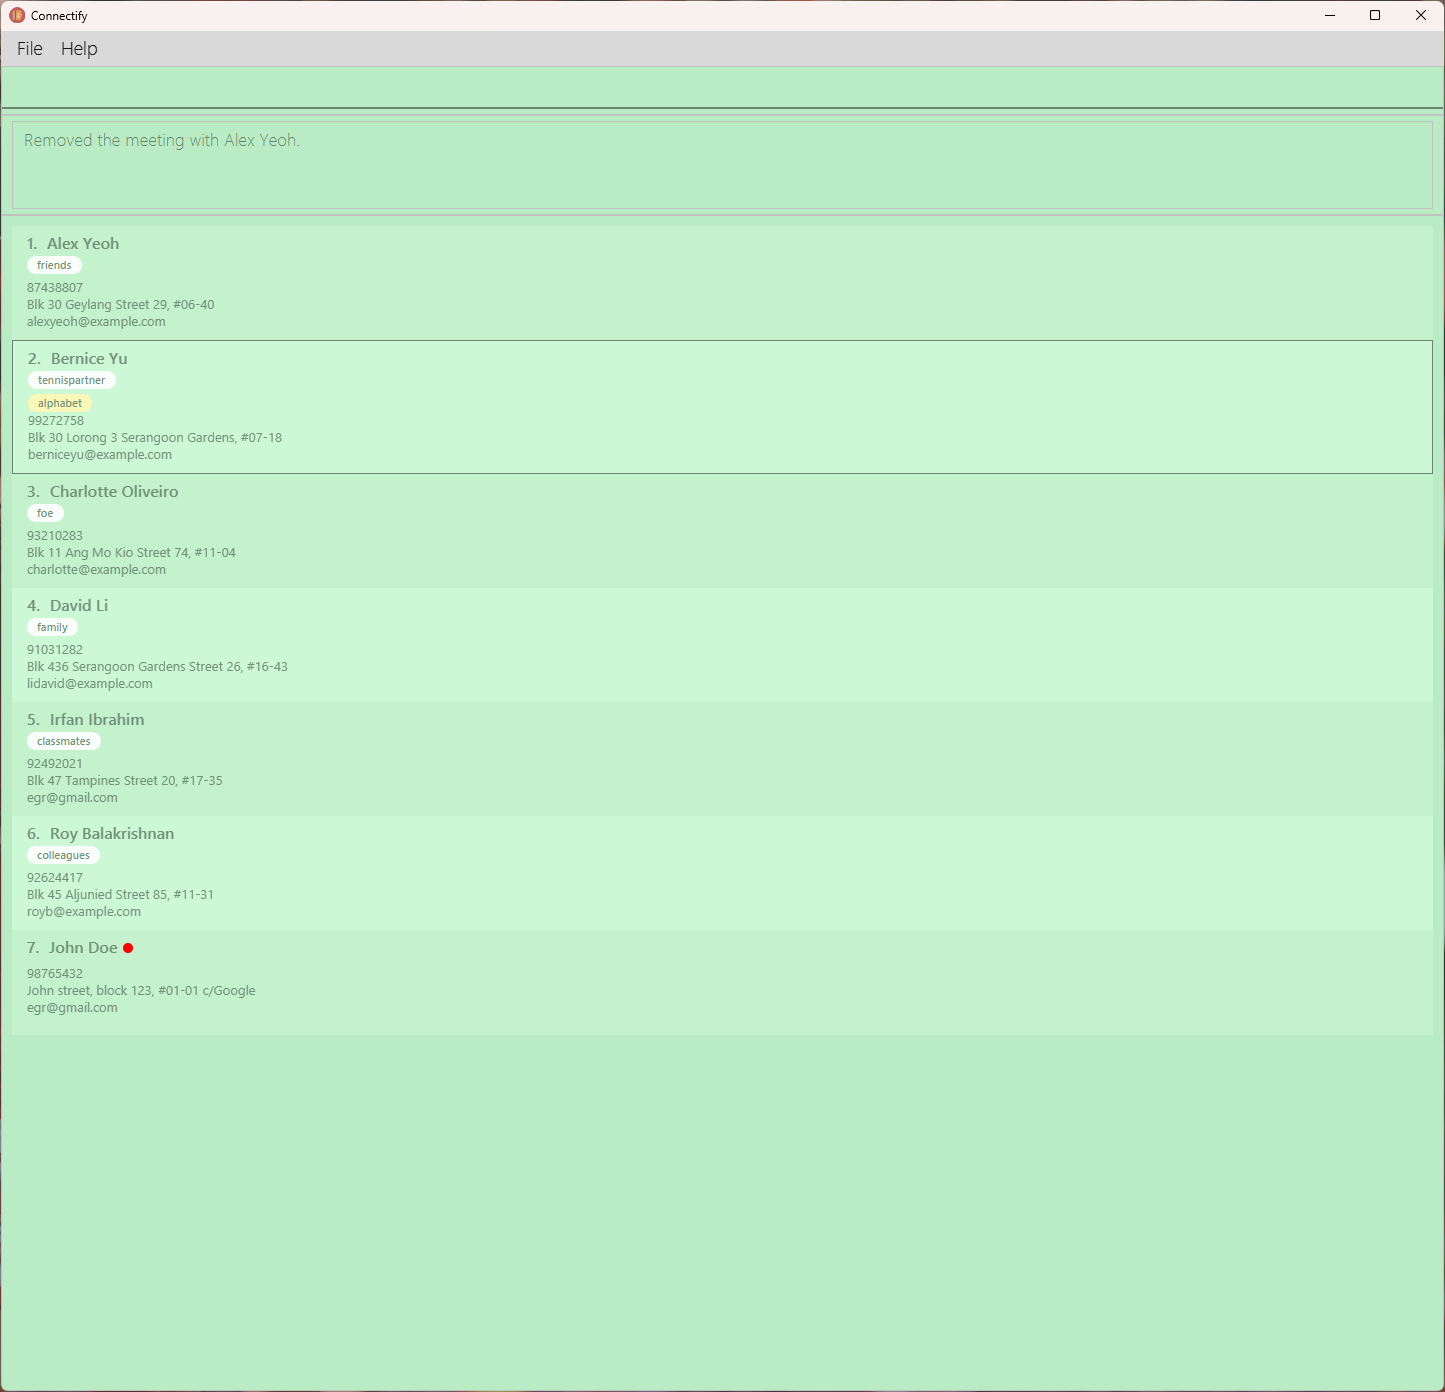 Connectify
File Help
Removed the meeting with Alex Yeoh.
1. Alex Yeoh
friends
87438807
Blk 30 Geylang Street 29, #06-40
alexyeoh@example.com
2. Bernice Yu
tennispartner
alphabet
99272758
Blk 30 Lorong 3 Serangoon Gardens, #07-18
berniceyu@example.com
3. Charlotte Oliveiro
foe
93210283
Blk 11 Ang Mo Kio Street 74, #11-04
charlotte@example.com
4. David Li
family
91031282
Blk 436 Serangoon Gardens Street 26, #16-43
lidavid@example.com
5. Irfan Ibrahim
classmates
92492021
Blk 47 Tampines Street 20, #17-35
egr@gmail.com
6. Roy Balakrishnan
colleagues
92624417
Blk 45 Aljunied Street 85, #11-31
royb@example.com
7. John Doe
98765432
John street, block 123, #01-01 c/Google
egr@gmail.com